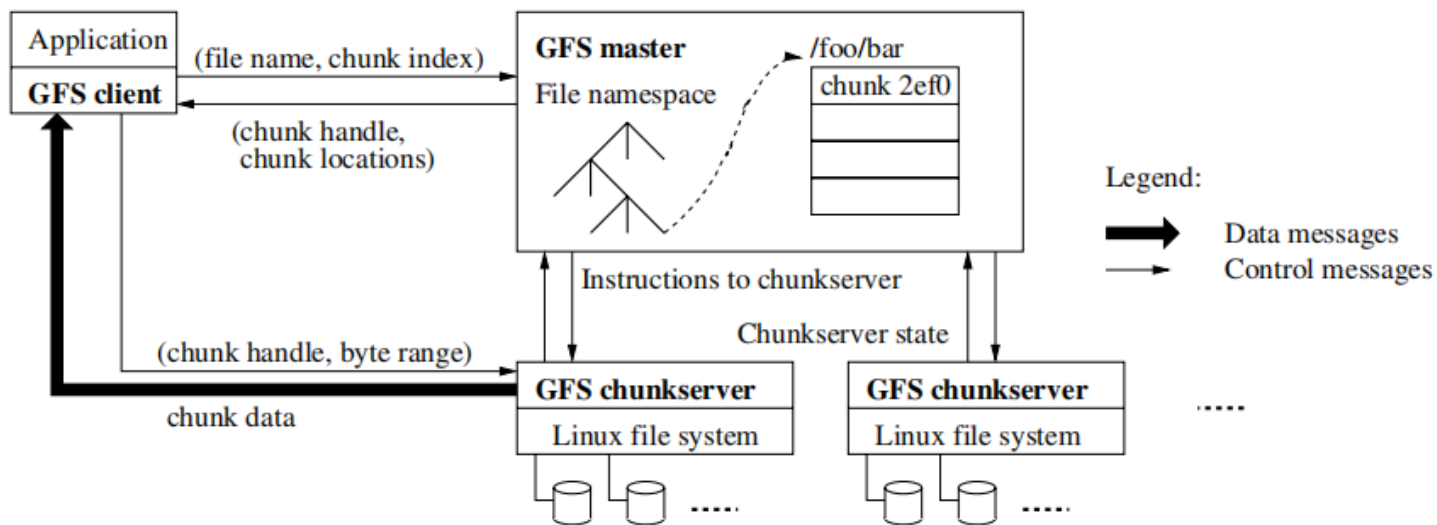 Application
GFS client
(file name, chunk index)
(chunk handle,
chunk locations)
GFS master
File namespace
/foo/bar
chunk 2ef0
Legend:
Data messages
Control messages
Instructions to chunkserver
Chunkserver state
(chunk handle, byte range)
chunk data
GFS chunkserver
Linux file system
GFS chunkserver
Linux file system